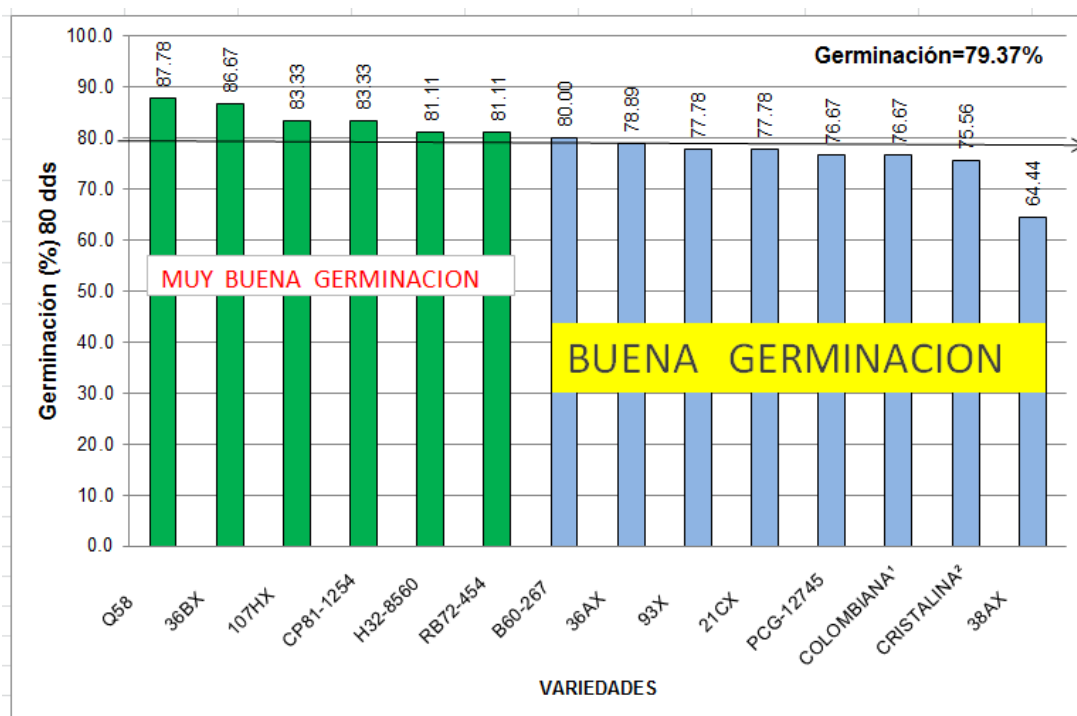 Germinación=79.37%
87.78
86.67
83.33
83.33
81.11
81.11
80.00
78.89
77.78
77.78
76.67
76.67
75.56
64.44
Germinación (%) 80 dds
100.0
90.0
80.0
70.0
60.0
50.0
40.0
30.0
20.0
10.0
0.0
MUY BUENA GERMINACION
BUENA GERMINACION
Q58
36BX
107HX
CP81-1254
H32-8560
RB72-454
B60-267
36AX
93X
21CX
PCG-12745
COLOMBIANA¹
CRISTALINA²
38AX
VARIEDADES